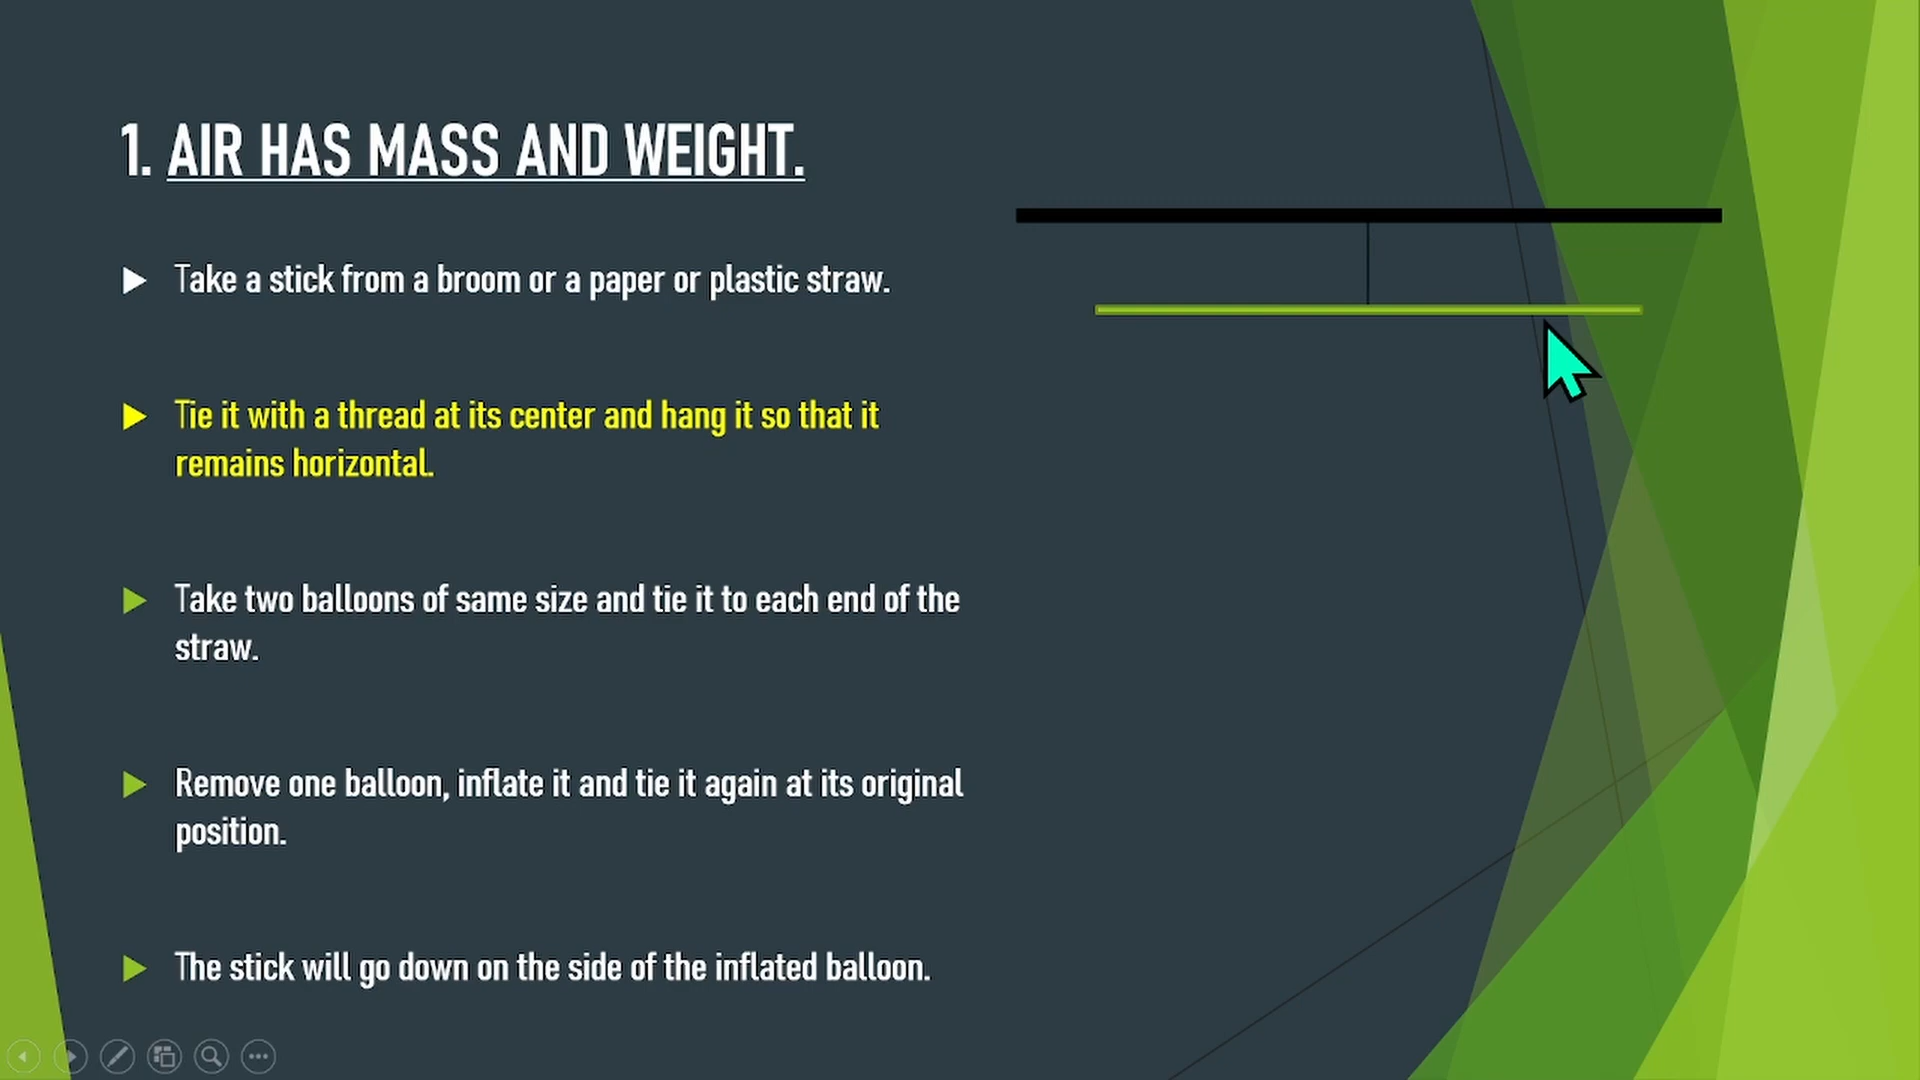 1. AIR HAS MASS AND WEIGHT.
Take a stick from a broom or a paper or plastic straw.
Tie it with a thread at its center and hang it so that it
remains horizontal.
Take two balloons of same size and tie it to each end of the
straw.
Remove one balloon, inflate it and tie it again at its original
position.
The stick will go down on the side of the inflated balloon.